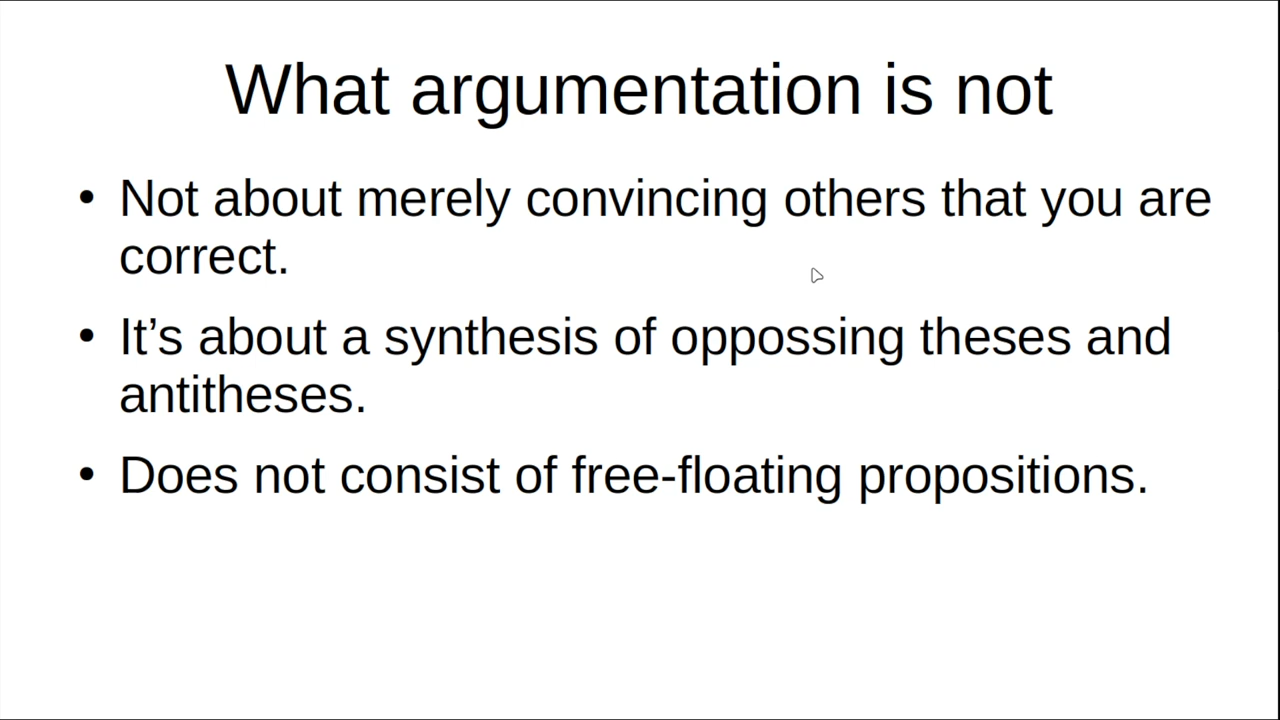 What argumentation is not
• Not about merely convincing others that you are
correct.
• It’s about a synthesis of oppossing theses and
antitheses.
• Does not consist of free-floating propositions.